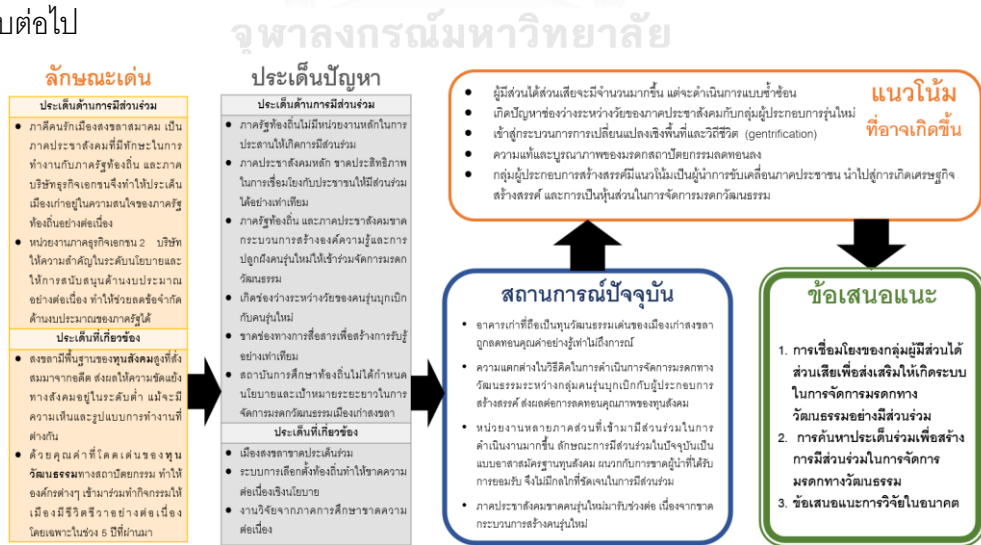 บต่อไป
จุฬาลงกรณ์มหาวิทยาลัย
ลักษณะเด่น
ประเด็นด้านการมีส่วนร่วม
● ภาคีคนรักเมืองสงขลาสมาคม เป็น
ภาคประชาสังคมที่มีทักษะในการ
ทำงานกับภาครัฐท้องถิ่น และภาค
บริษัทธุรกิจเอกชนจึงทำให้ประเด็น
เมืองเก่าอยู่ในความสนใจของภาครัฐ
ท้องถิ่นอย่างต่อเนื่อง
● หน่วยงานภาคธุรกิจเอกชน 2 บริษัท
ให้ความสำคัญในระดับนโยบายและ
ให้การสนับสนุนด้านงบประมาณ
อย่างต่อเนื่อง ทำให้ช่วยลดข้อจำกัด
ด้านงบประมาณของภาครัฐได้
ประเด็นที่เกี่ยวข้อง
● สงขลามีพื้นฐานของทุนสังคมสูงที่สั่ง
สมมาจากอดีต ส่งผลให้ความขัดแย้ง
ทางสังคมอยู่ในระดับต่ำ แม้จะมี
ความเห็นและรูปแบบการทำงานที่
ต่างกัน
● ด้วยคุณค่าที่โดดเด่นของทุน
วัฒนธรรมทางสถาปัตยกรรม ทำให้
องค์กรต่างๆ เข้ามาร่วมทำกิจกรรมให้
เมืองมีชีวิตชีวาอย่างต่อเนื่อง
โดยเฉพาะในช่วง 5 ปีที่ผ่านมา
ประเด็นปัญหา
ประเด็นด้านการมีส่วนร่วม
● ภาครัฐท้องถิ่นไม่มีหน่วยงานหลักในการ
ประสานให้เกิดการมีส่วนร่วม
● ภาคประชาสังคมหลัก ขาดประสิทธิภาพ
ในการเชื่อมโยงกับประชาชนให้มีส่วนร่วม
ได้อย่างเท่าเทียม
● ภาครัฐท้องถิ่น และภาคประชาสังคมขาด
กระบวนการสร้างองค์ความรู้และการ
ปลูกฝังคนรุ่นใหม่ให้เข้าร่วมจัดการมรดก
วัฒนธรรม
● เกิดช่องว่างระหว่างวัยของคนรุ่นบุกเบิก
กับคนรุ่นใหม่
● ขาดช่องทางการสื่อสารเพื่อสร้างการรับรู้
อย่างเท่าเทียม
● สถาบันการศึกษาท้องถิ่นไม่ได้กำหนด
นโยบายและเป้าหมายระยะยาวในการ
จัดการมรดกวัฒนธรรมเมืองเก่าสงขลา
ประเด็นที่เกี่ยวข้อง
● เมืองสงขลาขาดประเด็นร่วม
● ระบบการเลือกตั้งท้องถิ่นทำให้ขาดความ
ต่อเนื่องเชิงนโยบาย
● งานวิจัยจากภาคการศึกษาขาดความ
ต่อเนื่อง
แนวโน้ม
ที่อาจเกิดขึ้น
● ผู้มีส่วนได้ส่วนเสียจะมีจำนวนมากขึ้น แต่จะดำเนินการแบบซ้ำซ้อน
● เกิดปัญหาช่องว่างระหว่างวัยของภาคประชาสังคมกับกลุ่มผู้ประกอบการรุ่นใหม่
● เข้าสู่กระบวนการการเปลี่ยนแปลงเชิงพื้นที่และวิถีชีวิต (gentrification)
● ความแท้และบูรณาภาพของมรดกสถาปัตยกรรมลดทอนลง
● กลุ่มผู้ประกอบการสร้างสรรค์มีแนวโน้มเป็นผู้นำการขับเคลื่อนภาคประชาชน นำไปสู่การเกิดเศรษฐกิจ
สร้างสรรค์ และการเป็นหุ้นส่วนในการจัดการมรดกวัฒนธรรม
สถานการณ์ปัจจุบัน
• อาคารเก่าที่ถือเป็นทุนวัฒนธรรมเด่นของเมืองเก่าสงขลา
ถูกลดทอนคุณค่าอย่างรู้เท่าไม่ถึงการณ์
• ความแตกต่างในวิธีคิดในการดำเนินการจัดการมรดกทาง
วัฒนธรรมระหว่างกลุ่มคนรุ่นบุกเบิกกับผู้ประกอบการ
สร้างสรรค์ ส่งผลต่อการลดทอนคุณภาพของทุนสังคม
• หน่วยงานหลายภาคส่วนที่เข้ามามีส่วนร่วมในการ
ดำเนินงานมากขึ้น ลักษณะการมีส่วนร่วมในปัจจุบันเป็น
แบบอาสาสมัครฐานทุนสังคม ผนวกกับการขาดผู้นำที่ได้รับ
การยอมรับ จึงไม่มีกลไกที่ชัดเจนในการมีส่วนร่วม
• ภาคประชาสังคมขาดคนรุ่นใหม่มารับช่วงต่อ เนื่องจากขาด
กระบวนการสร้างคนรุ่นใหม่
ข้อเสนอแนะ
1. การเชื่อมโยงของกลุ่มผู้มีส่วนได้
ส่วนเสียเพื่อส่งเสริมให้เกิดระบบ
ในการจัดการมรดกทาง
วัฒนธรรมอย่างมีส่วนร่วม
2. การค้นหาประเด็นร่วมเพื่อสร้าง
การมีส่วนร่วมในการจัดการ
มรดกทางวัฒนธรรม
3. ข้อเสนอแนะการวิจัยในอนาคต